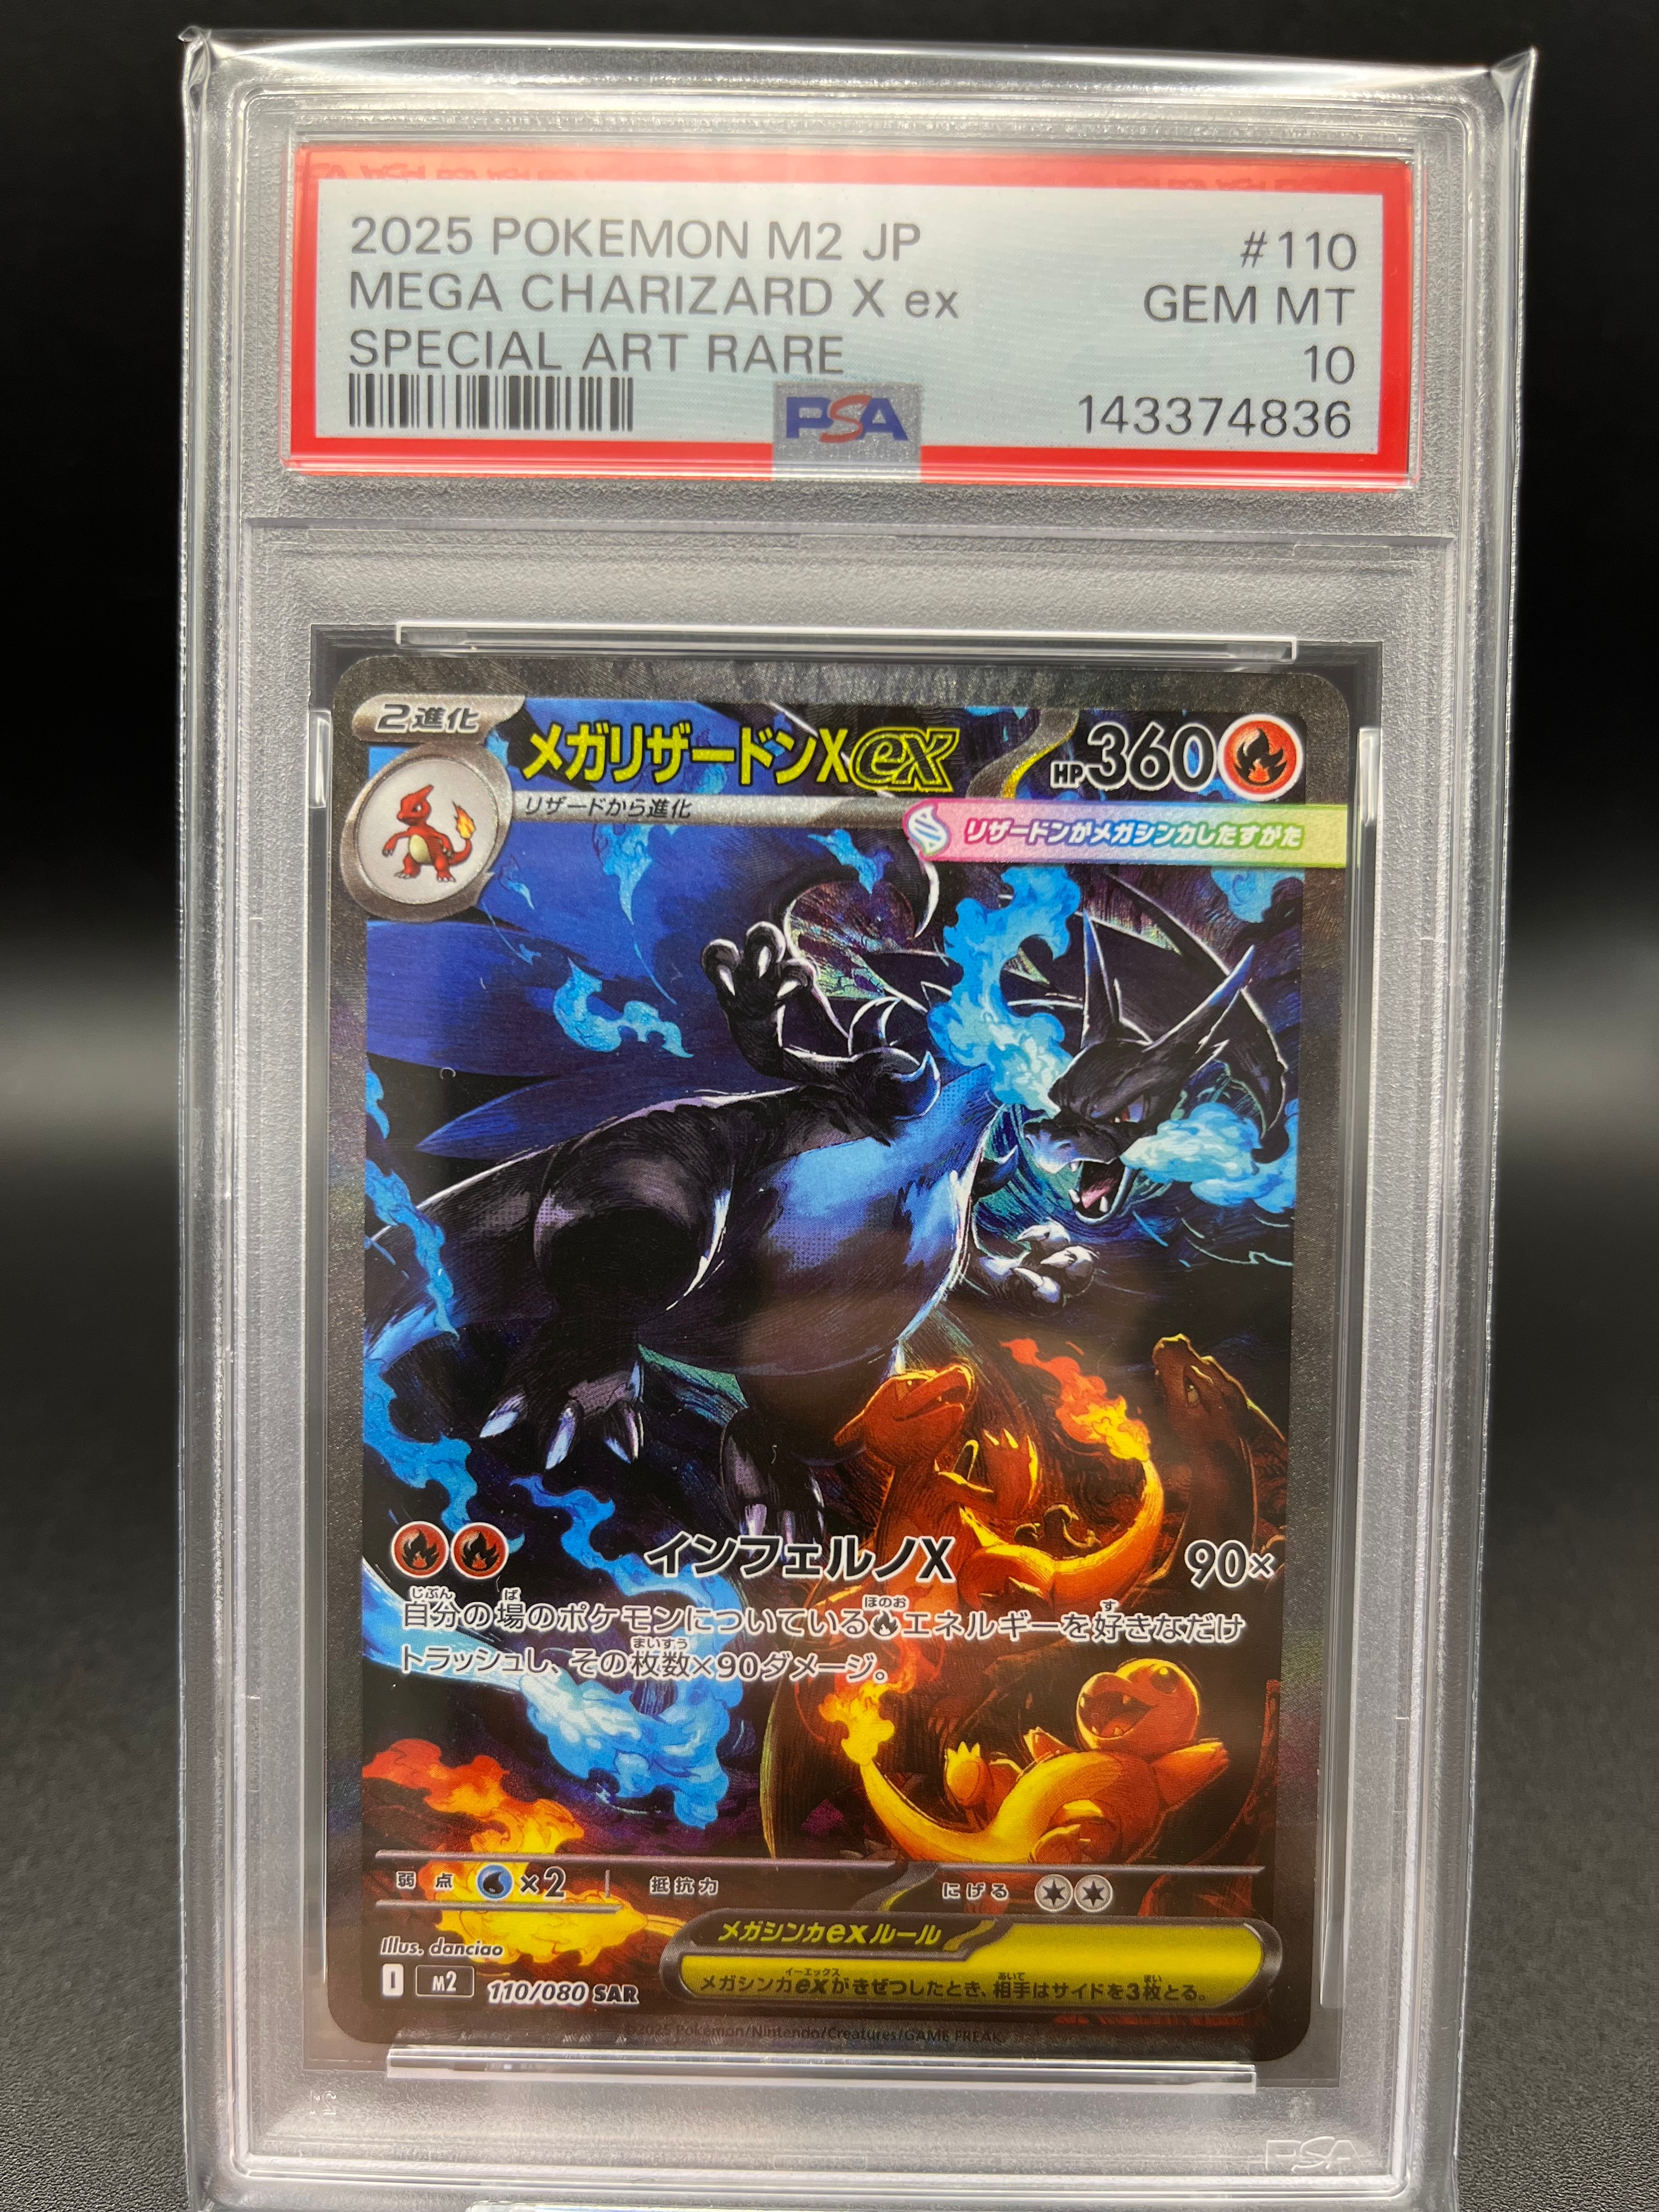 2025 POKEMON M2 JP #110
MEGA CHARIZARD X ex GEM MT
SPECIAL ART RARE 10
PSA 143374836
2進化 メガリザードンXex HP360
リザードから進化
リザードンがメガシンカしたすがた
インフェルノX 90×
自分の場のポケモンについているエネルギーを好きなだけ
トラッシュし、その枚数×90ダメージ。
弱点 ×2 抵抗力 にげる
メガシンカexルール
メガシンカexがきぜつしたとき、相手はサイドを3枚とる。
Illus. danciao
I M2 110/080 SAR
©2025 Pokémon/Nintendo/Creatures/GAME FREAK.
PSA